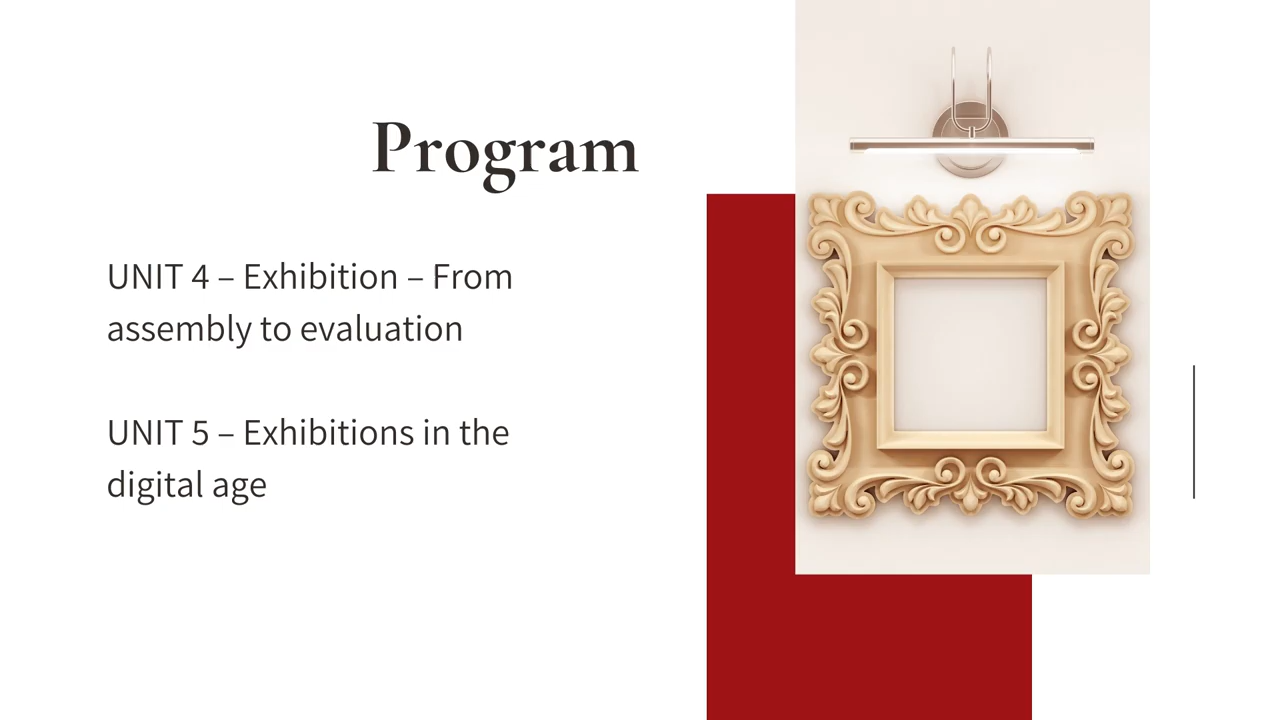 Program
UNIT 4 – Exhibition – From
assembly to evaluation
UNIT 5 – Exhibitions in the
digital age